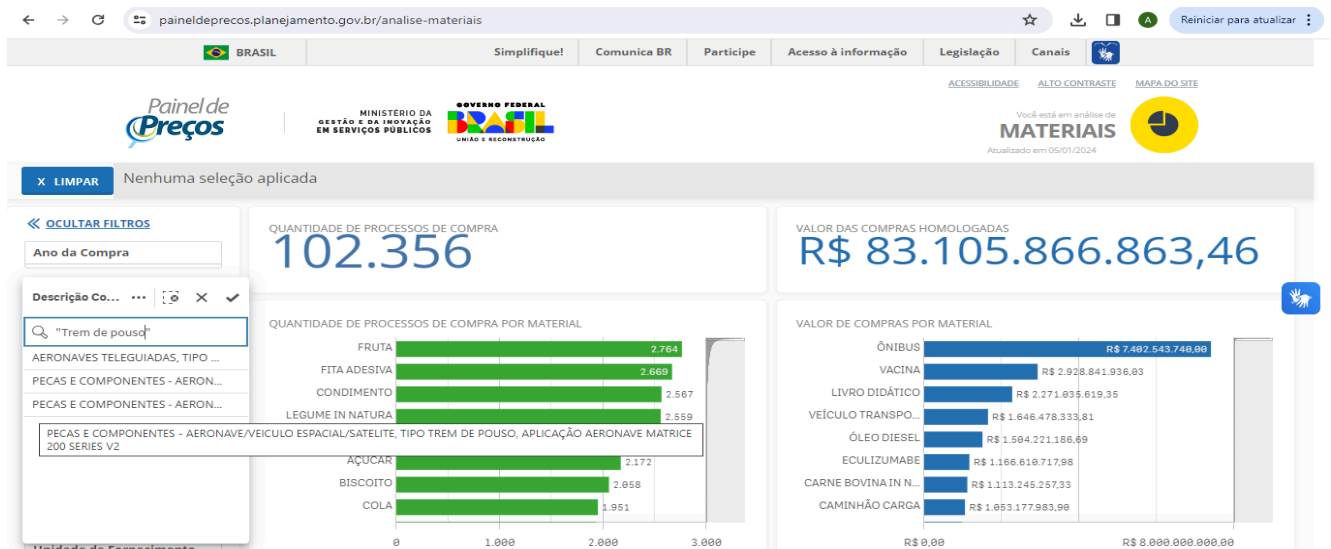 paineldeprecos.planejamento.gov.br/analise-materiais
A
Reiniciar para atualizar
BRASIL
Simplifique!
Comunica BR
Participe
Acesso à informação
Legislação
Canais
ACESSIBILIDADE
ALTO CONTRASTE
MAPA DO SITE
Painel de
Preços
MINISTÉRIO DA
GESTÃO E DA INOVAÇÃO
EM SERVIÇOS PÚBLICOS
GOVERNO FEDERAL
BRASIL
UNIÃO E RECONSTRUÇÃO
Você está em análise de
MATERIAIS
Atualizado em 05/01/2024
X LIMPAR
Nenhuma seleção aplicada
OCULTAR FILTROS
Ano da Compra
Descrição Co...
"Trem de pouso"
AERONAVES TELEGUIADAS, TIPO ...
PECAS E COMPONENTES - AERON...
PECAS E COMPONENTES - AERON...
PECAS E COMPONENTES - AERONAVE/VEICULO ESPACIAL/SATELITE, TIPO TREM DE POUSO, APLICAÇÃO AERONAVE MATRICE
200 SERIES V2
Unidade de Fornecimento
QUANTIDADE DE PROCESSOS DE COMPRA
102.356
VALOR DAS COMPRAS HOMOLOGADAS
R$ 83.105.866.863,46
QUANTIDADE DE PROCESSOS DE COMPRA POR MATERIAL
FRUTA 2.764
FITA ADESIVA 2.669
CONDIMENTO 2.567
LEGUME IN NATURA 2.559
AÇUCAR 2.172
BISCOITO 2.058
COLA 1.951
0 1.000 2.000 3.000
VALOR DE COMPRAS POR MATERIAL
ÔNIBUS R$ 7.402.543.740,00
VACINA R$ 2.928.841.936,03
LIVRO DIDÁTICO R$ 2.271.035.619,35
VEÍCULO TRANSPO... R$ 1.646.478.333,81
ÓLEO DIESEL R$ 1.504.221.186,69
ECULIZUMABE R$ 1.166.610.717,98
CARNE BOVINA IN N... R$ 1.113.245.257,33
CAMINHÃO CARGA R$ 1.053.177.983,90
R$ 0,00 R$ 8.000.000.000,00